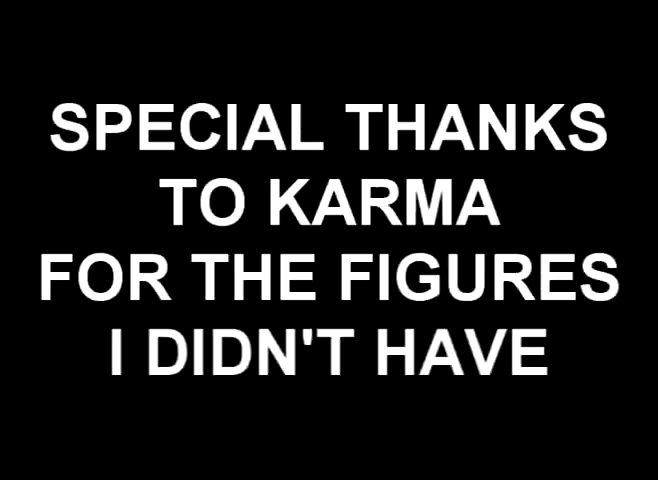 SPECIAL THANKS
TO KARMA
FOR THE FIGURES
I DIDN'T HAVE